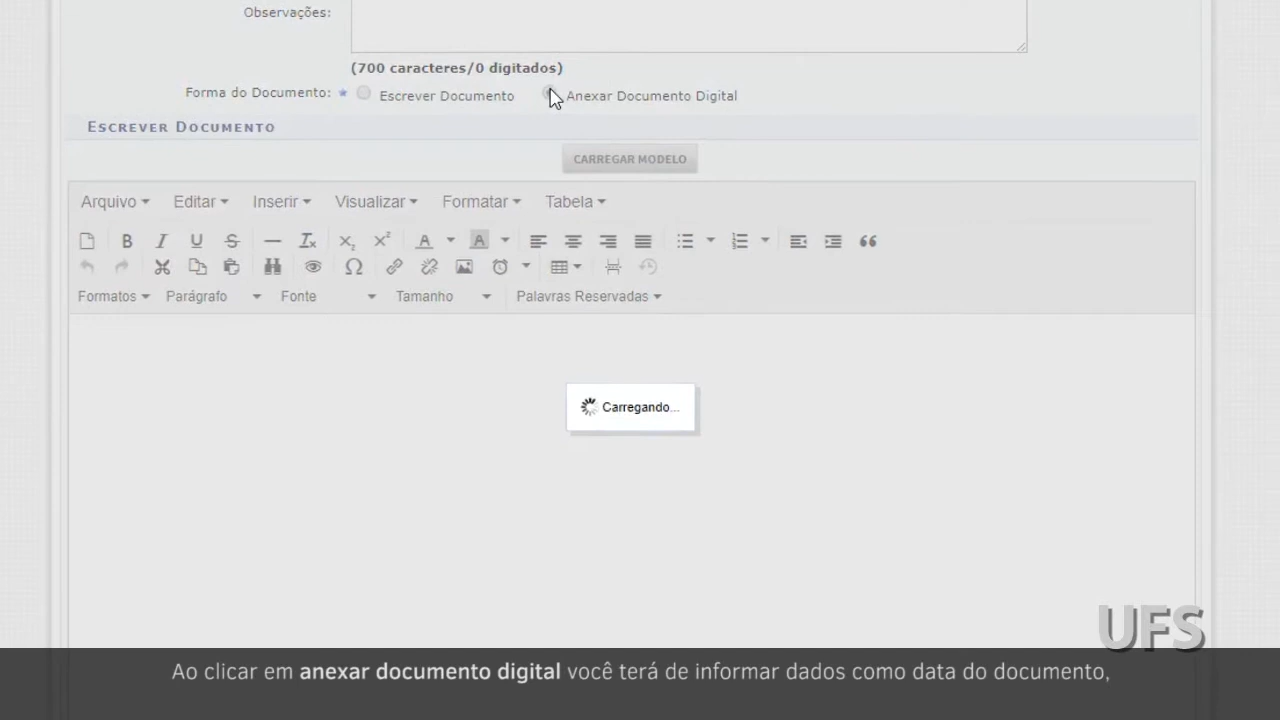 Observações:
(700 caracteres/0 digitados)
Forma do Documento: Escrever Documento Anexar Documento Digital
ESCREVER DOCUMENTO
CARREGAR MODELO
Arquivo Editar Inserir Visualizar Formatar Tabela
Formatos Parágrafo Fonte Tamanho Palavras Reservadas
Carregando...
UFS
Ao clicar em anexar documento digital você terá de informar dados como data do documento,